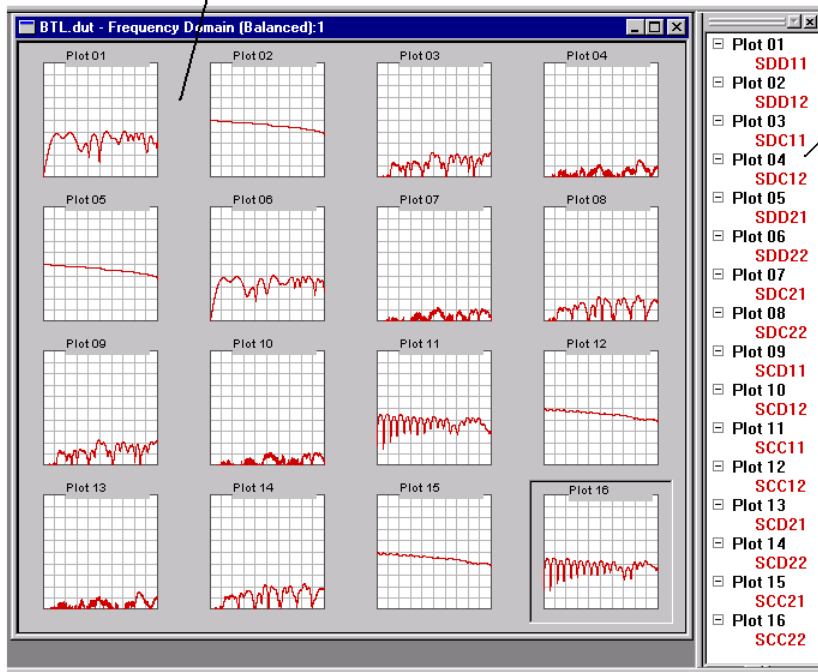 BTL.dut - Frequency Domain (Balanced):1
Plot 01
Plot 02
Plot 03
Plot 04
Plot 05
Plot 06
Plot 07
Plot 08
Plot 09
Plot 10
Plot 11
Plot 12
Plot 13
Plot 14
Plot 15
Plot 16
Plot 01
SDD11
Plot 02
SDD12
Plot 03
SDC11
Plot 04
SDC12
Plot 05
SDD21
Plot 06
SDD22
Plot 07
SDC21
Plot 08
SDC22
Plot 09
SCD11
Plot 10
SCD12
Plot 11
SCC11
Plot 12
SCC12
Plot 13
SCD21
Plot 14
SCD22
Plot 15
SCC21
Plot 16
SCC22